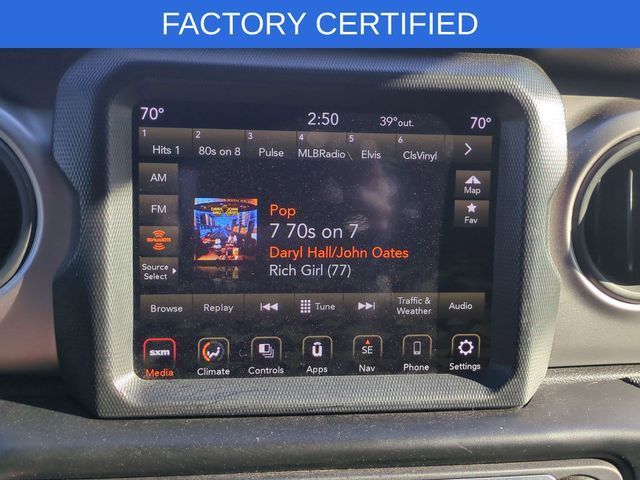 FACTORY CERTIFIED
70° 2:50 39°out. 70°
1 2 3 4 5 6
Hits 1 80s on 8 Pulse MLBRadio Elvis ClsVinyl
AM
Map
FM
Fav
SiriusXM
Source
Select
Pop
7 70s on 7
Daryl Hall/John Oates
Rich Girl (77)
Browse Replay Tune Traffic & Weather Audio
sxm SE
Media Climate Controls Apps Nav Phone Settings